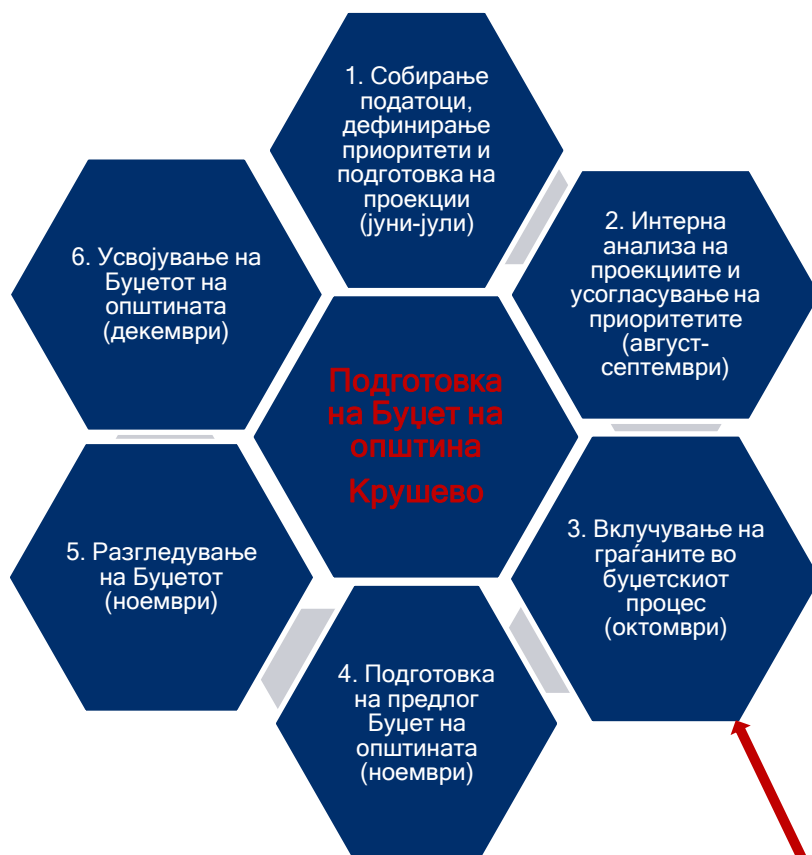 1. Собирање
податоци,
дефинирање
приоритети и
подготовка на
проекции
(јуни-јули)
2. Интерна
анализа на
проекциите и
усогласување на
приоритетите
(август-
септември)
3. Вклучување на
граѓаните во
буџетскиот
процес
(октомври)
4. Подготовка
на предлог
Буџет на
општината
(ноември)
5. Разгледување
на Буџетот
(ноември)
6. Усвојување на
Буџетот на
општината
(декември)
Подготовка
на Буџет на
општина
Крушево